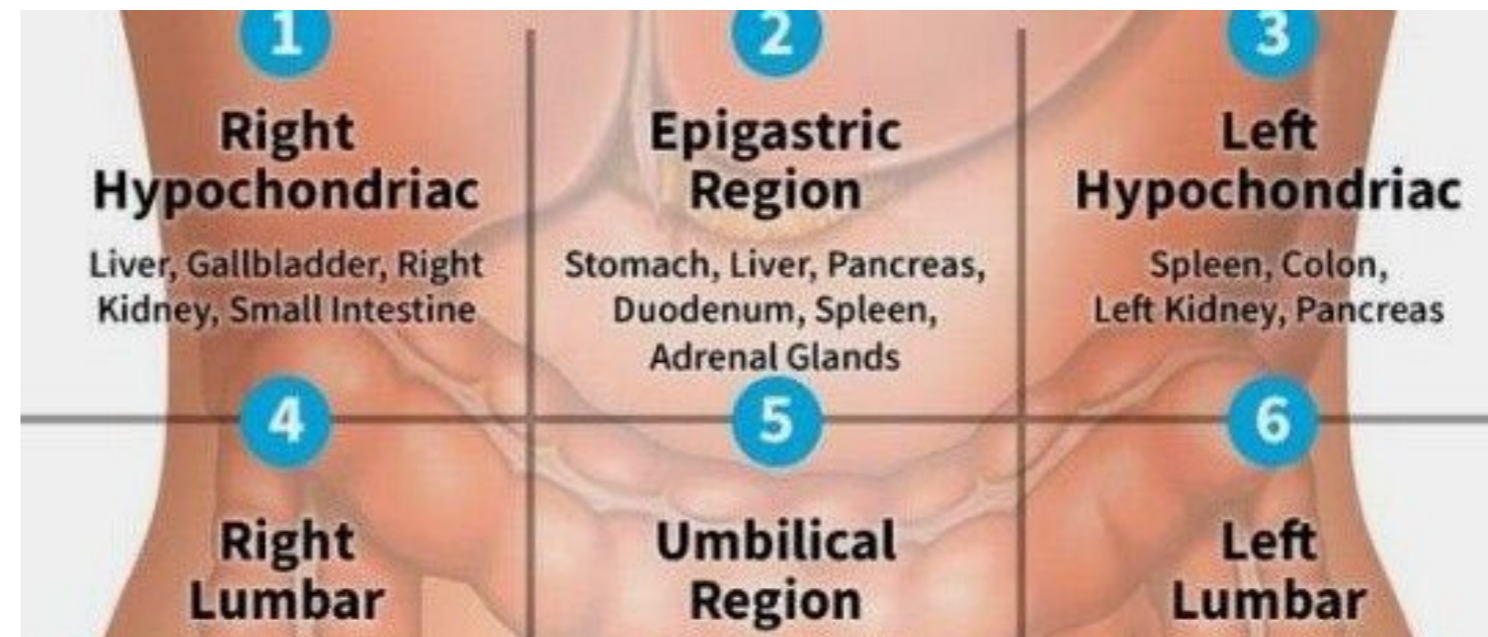 1
Right
Hypochondriac
Liver, Gallbladder, Right
Kidney, Small Intestine
2
Epigastric
Region
Stomach, Liver, Pancreas,
Duodenum, Spleen,
Adrenal Glands
3
Left
Hypochondriac
Spleen, Colon,
Left Kidney, Pancreas
4
Right
Lumbar
5
Umbilical
Region
6
Left
Lumbar